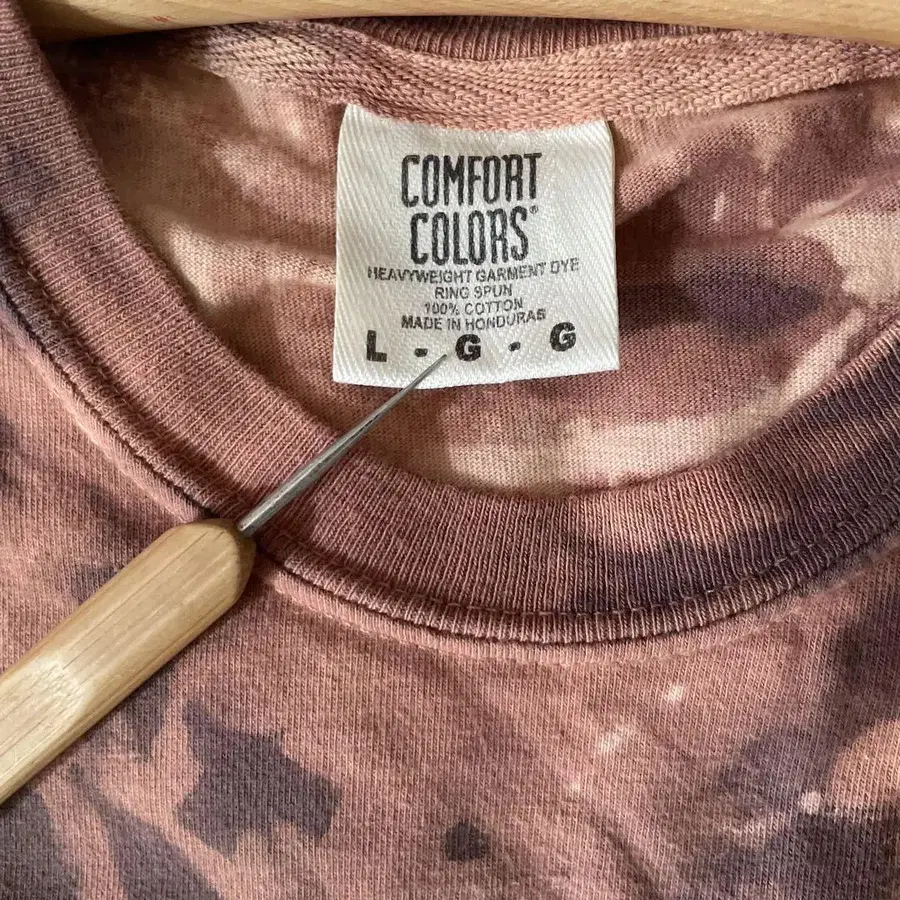 COMFORT
COLORS®
HEAVYWEIGHT GARMENT DYE
RING SPUN
100% COTTON
MADE IN HONDURAS
L - G - G